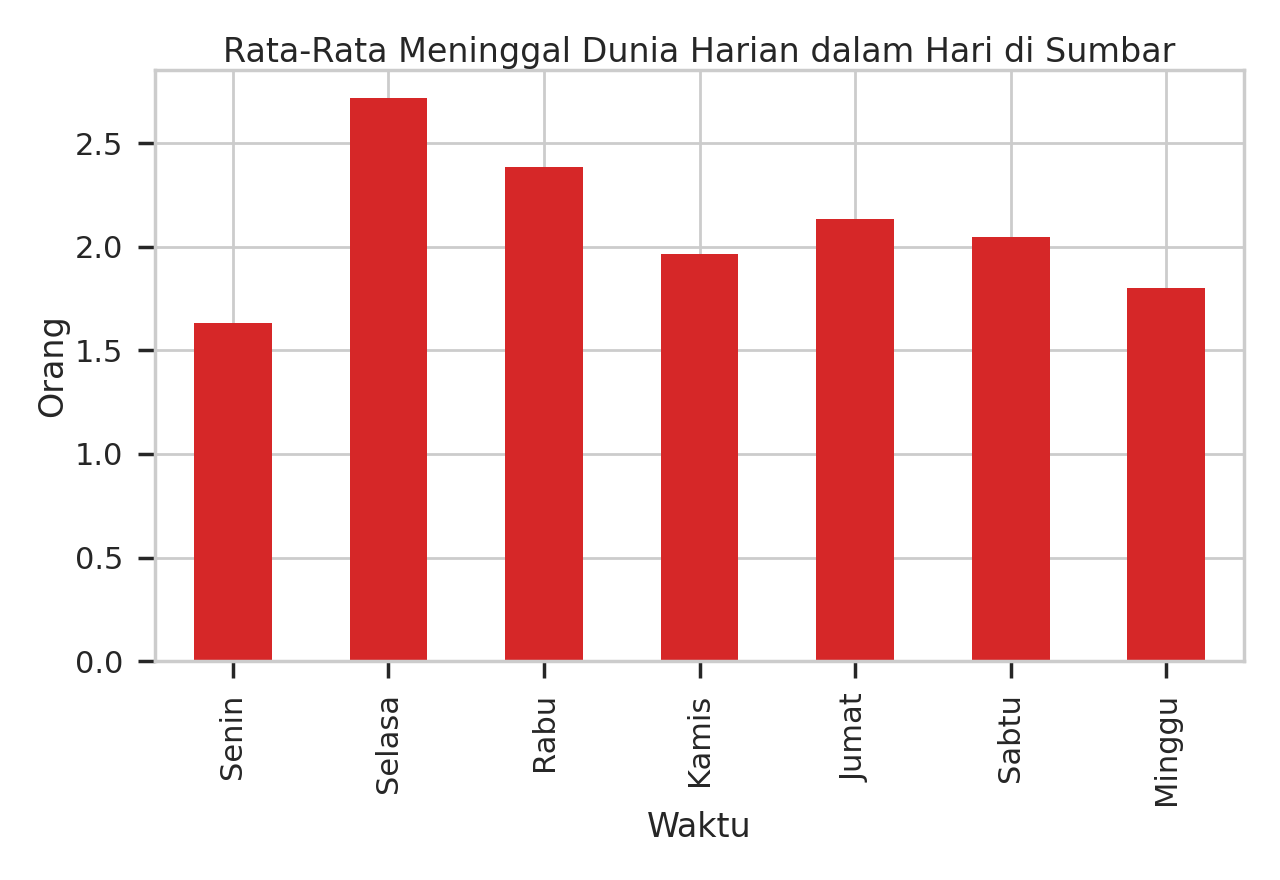 Rata-Rata Meninggal Dunia Harian dalam Hari di Sumbar
Orang
2.5
2.0
1.5
1.0
0.5
0.0
Senin
Selasa
Rabu
Kamis
Jumat
Sabtu
Minggu
Waktu